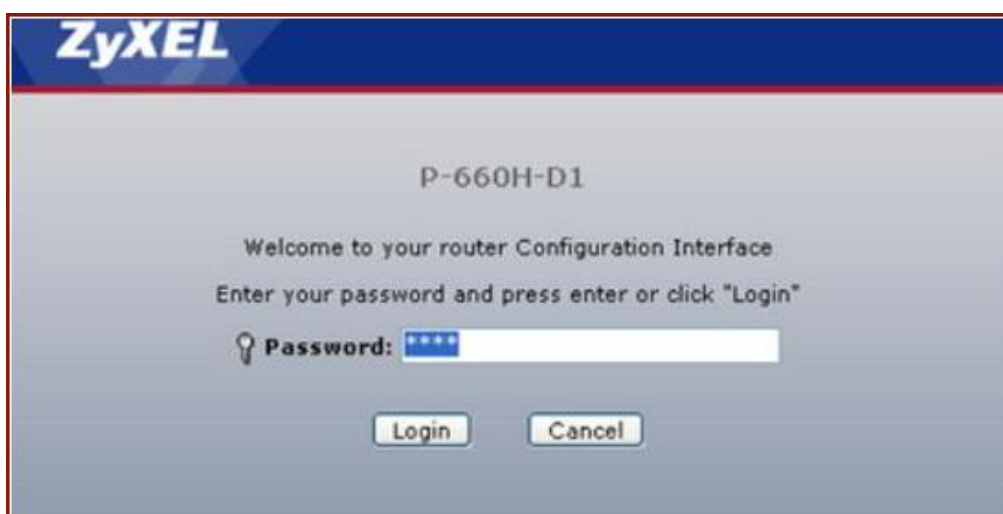 ZyXEL
P-660H-D1
Welcome to your router Configuration Interface
Enter your password and press enter or click "Login"
Password: ****
Login Cancel